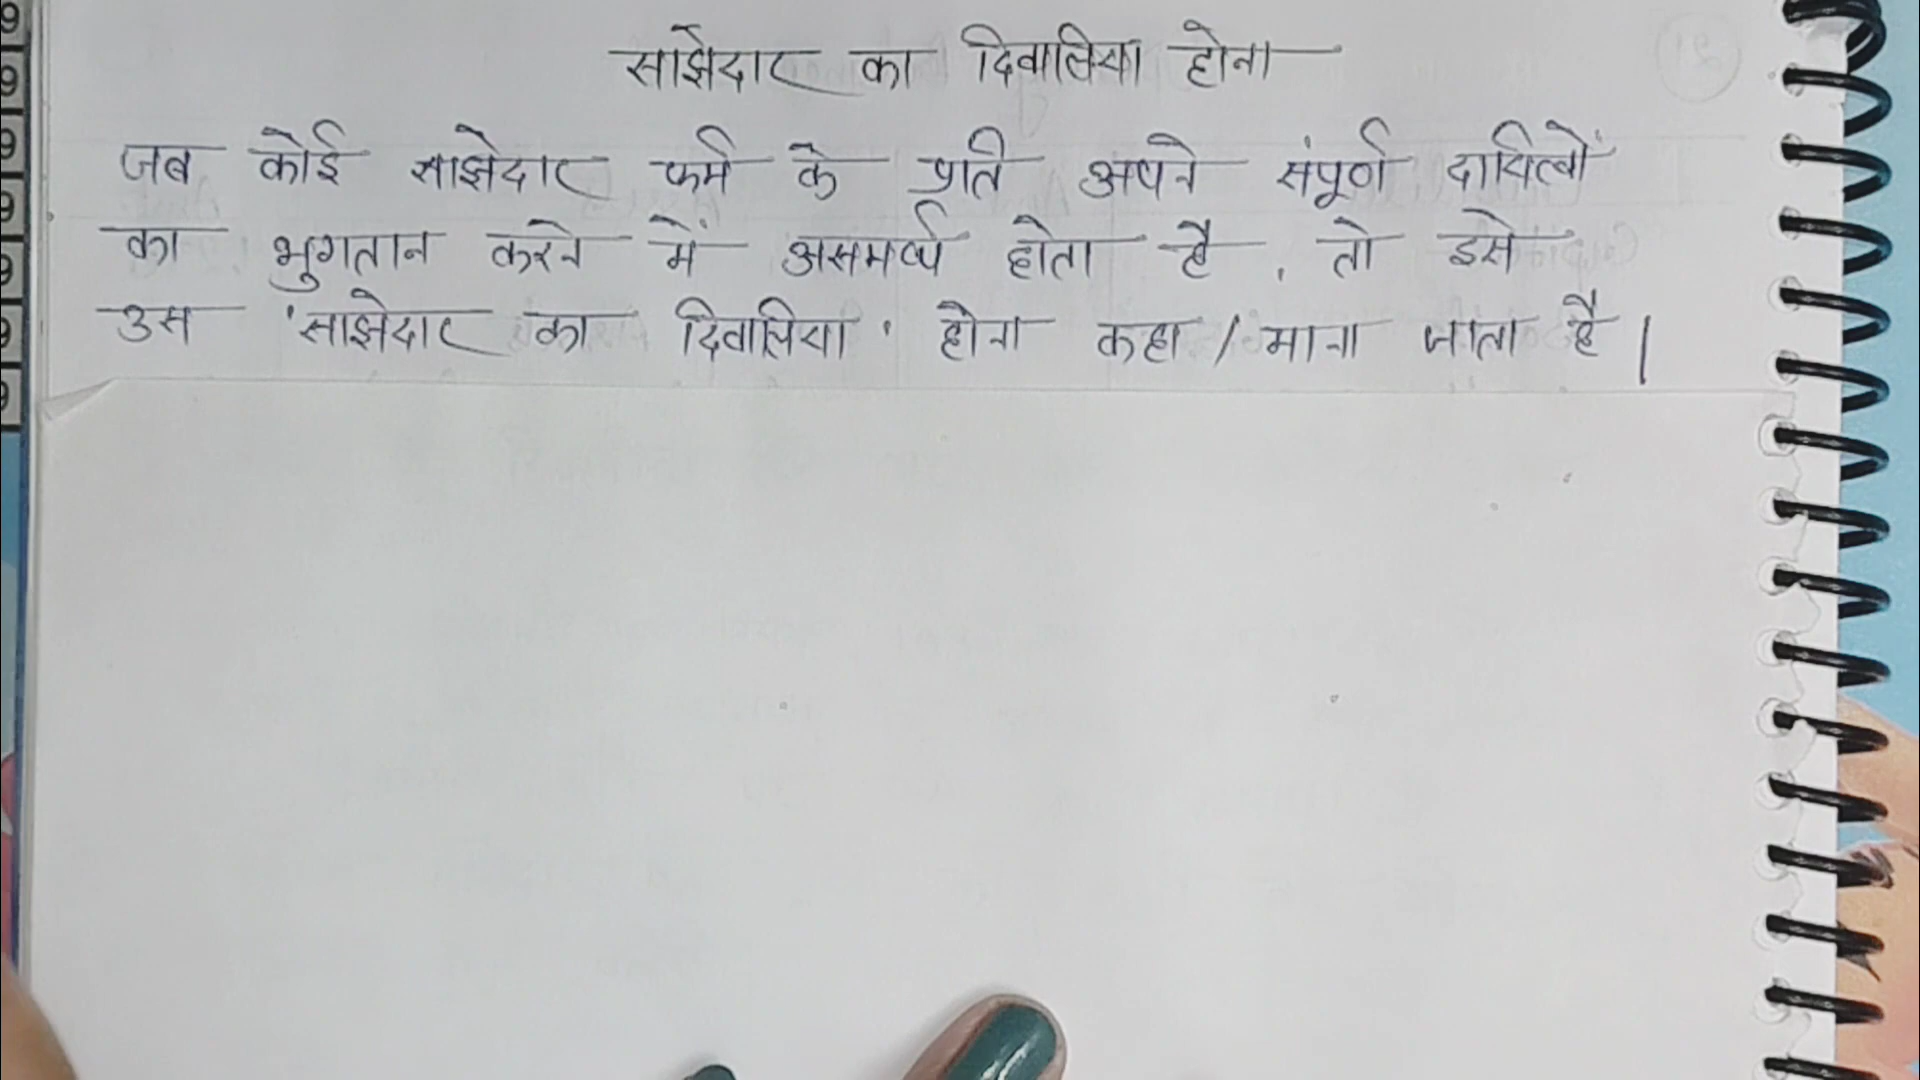 साझेदार का दिवालिया होना
जब कोई साझेदार फर्म के प्रति अपने संपूर्ण दायित्वों
का भुगतान करने में असमर्थ होता है, तो इसे
उस 'साझेदार का दिवालिया' होना कहा / माना जाता है।